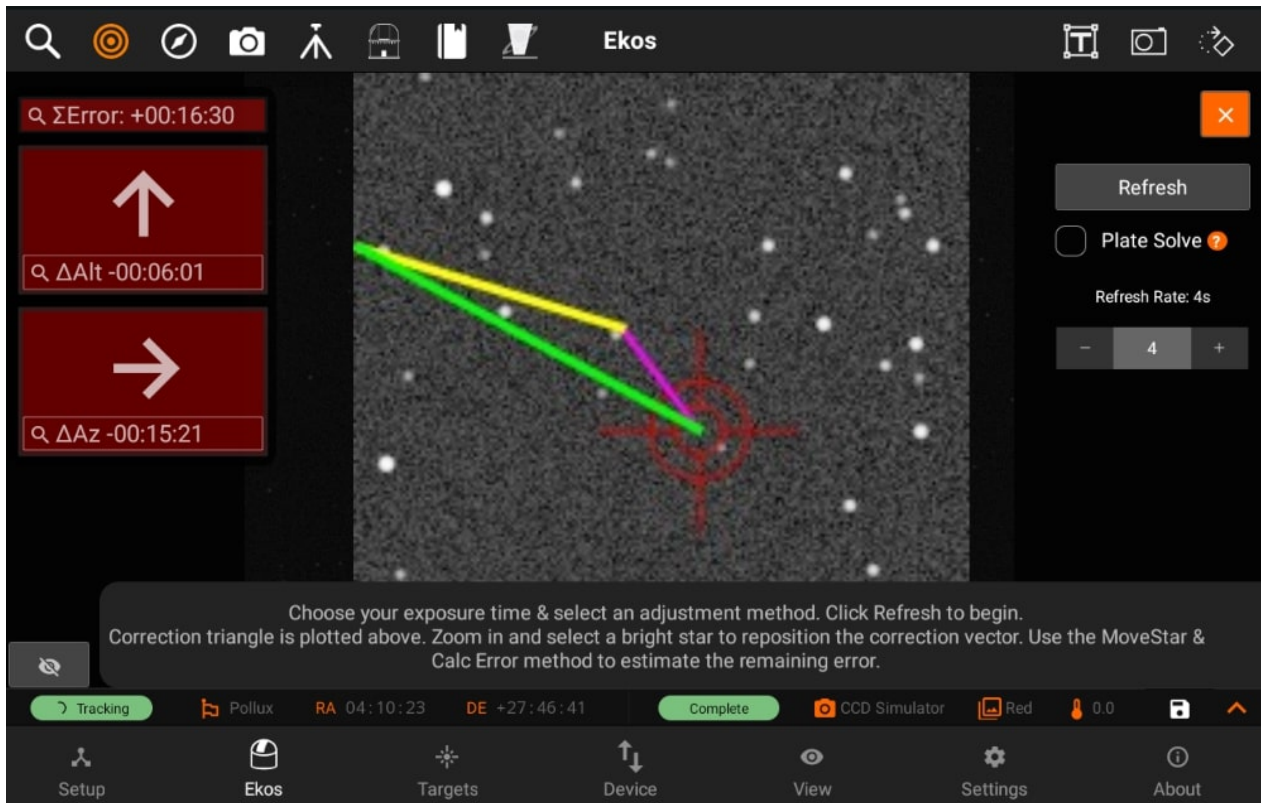 Ekos
T
ΣError: +00:16:30
ΔAlt -00:06:01
ΔAz -00:15:21
×
Refresh
Plate Solve ?
Refresh Rate: 4s
− 4 +
Choose your exposure time & select an adjustment method. Click Refresh to begin.
Correction triangle is plotted above. Zoom in and select a bright star to reposition the correction vector. Use the MoveStar &
Calc Error method to estimate the remaining error.
Tracking Pollux RA 04:10:23 DE +27:46:41 Complete CCD Simulator Red 0.0
Setup Ekos Targets Device View Settings About